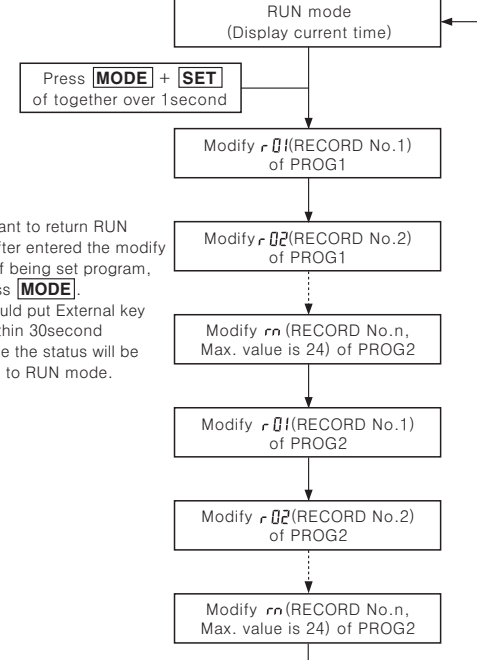 RUN mode
(Display current time)
Press MODE + SET
of together over 1second
Modify r01(RECORD No.1)
of PROG1
ant to return RUN
fter entered the modify
f being set program,
ss MODE.
uld put External key
thin 30second
e the status will be
to RUN mode.
Modify r02(RECORD No.2)
of PROG1
Modify rn (RECORD No.n,
Max. value is 24) of PROG2
Modify r01(RECORD No.1)
of PROG2
Modify r02(RECORD No.2)
of PROG2
Modify rn (RECORD No.n,
Max. value is 24) of PROG2